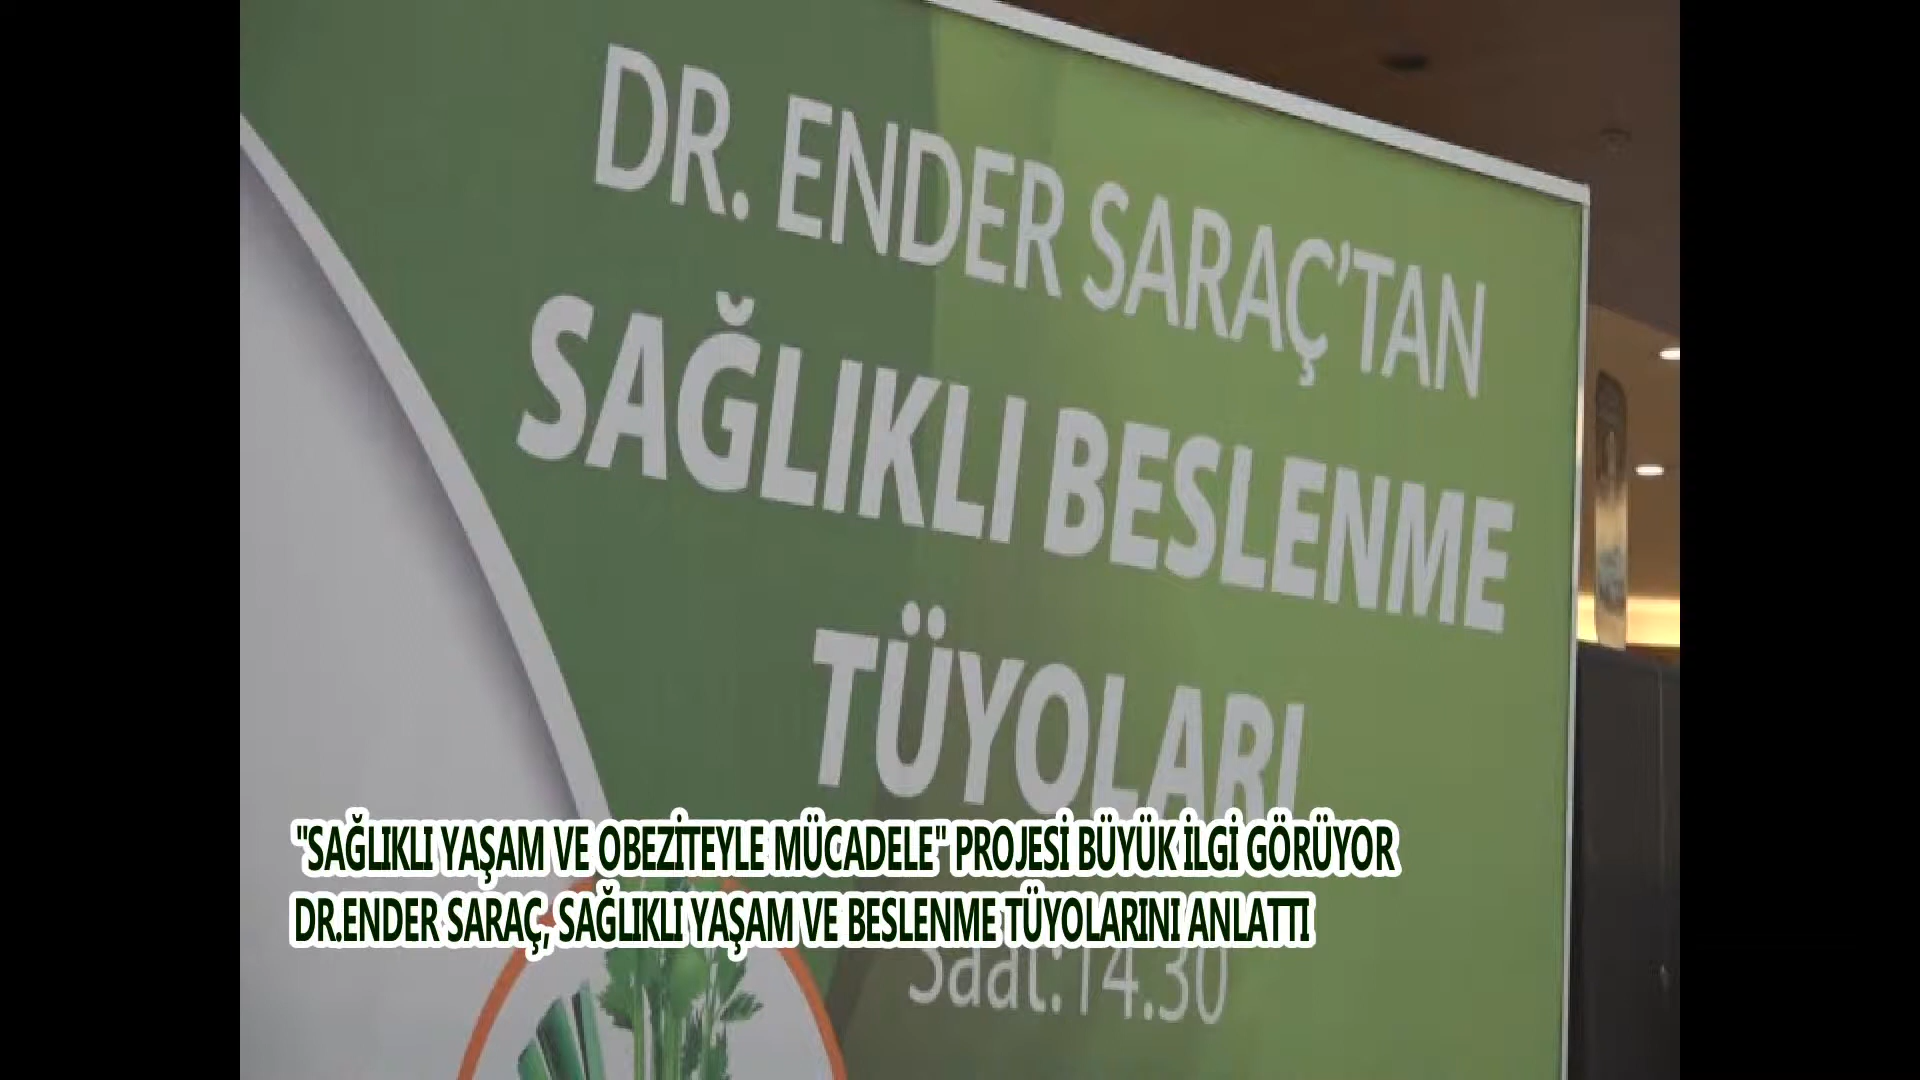 DR. ENDER SARAÇ'TAN
SAĞLIKLI BESLENME
TÜYOLARI
"SAĞLIKLI YAŞAM VE OBEZİTEYLE MÜCADELE" PROJESİ BÜYÜK İLGİ GÖRÜYOR
DR.ENDER SARAÇ, SAĞLIKLI YAŞAM VE BESLENME TÜYOLARINI ANLATTI
Saat:14.30